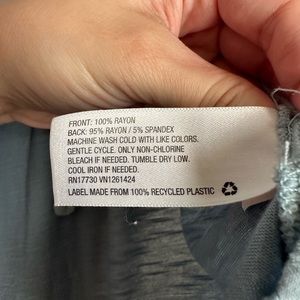 FRONT: 100% RAYON
BACK: 95% RAYON / 5% SPANDEX
MACHINE WASH COLD WITH LIKE COLORS.
GENTLE CYCLE. ONLY NON-CHLORINE
BLEACH IF NEEDED. TUMBLE DRY LOW.
COOL IRON IF NEEDED.
RN17730 VN1261424
LABEL MADE FROM 100% RECYCLED PLASTIC